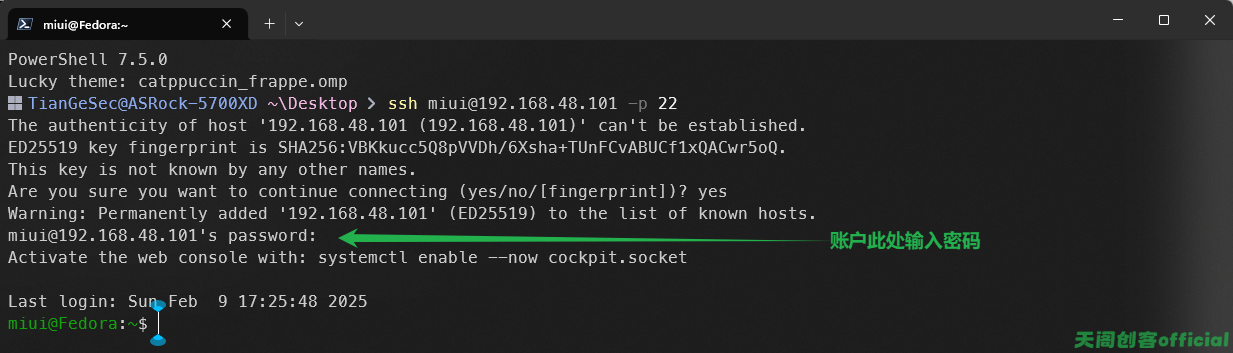 miui@Fedora:~
PowerShell 7.5.0
Lucky theme: catppuccin_frappe.omp
TianGeSec@ASRock-5700XD ~\Desktop ❯ ssh miui@192.168.48.101 -p 22
The authenticity of host '192.168.48.101 (192.168.48.101)' can't be established.
ED25519 key fingerprint is SHA256:VBKkucc5Q8pVVDh/6Xsha+TUnFCvABUCf1xQACwr5oQ.
This key is not known by any other names.
Are you sure you want to continue connecting (yes/no/[fingerprint])? yes
Warning: Permanently added '192.168.48.101' (ED25519) to the list of known hosts.
miui@192.168.48.101's password: 账户此处输入密码
Activate the web console with: systemctl enable --now cockpit.socket
Last login: Sun Feb  9 17:25:48 2025
miui@Fedora:~$
天阁创客official